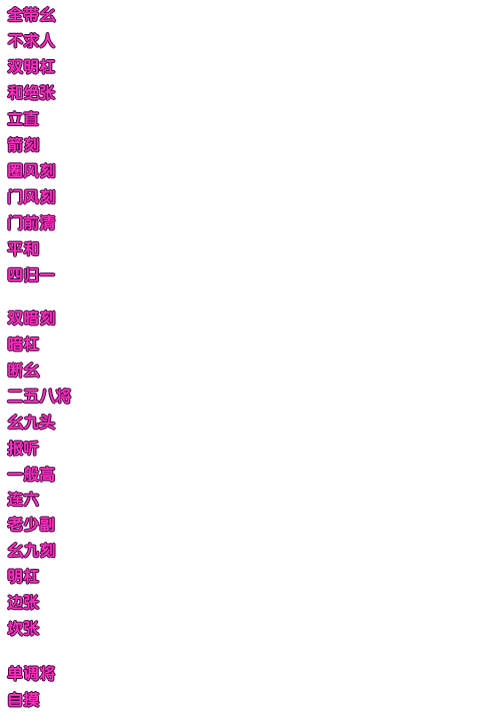 全带幺
不求人
双明杠
和绝张
立直
箭刻
圈风刻
门风刻
门前清
平和
四归一
双暗刻
暗杠
断幺
二五八将
幺九头
报听
一般高
连六
老少副
幺九刻
明杠
边张
坎张
单调将
自摸